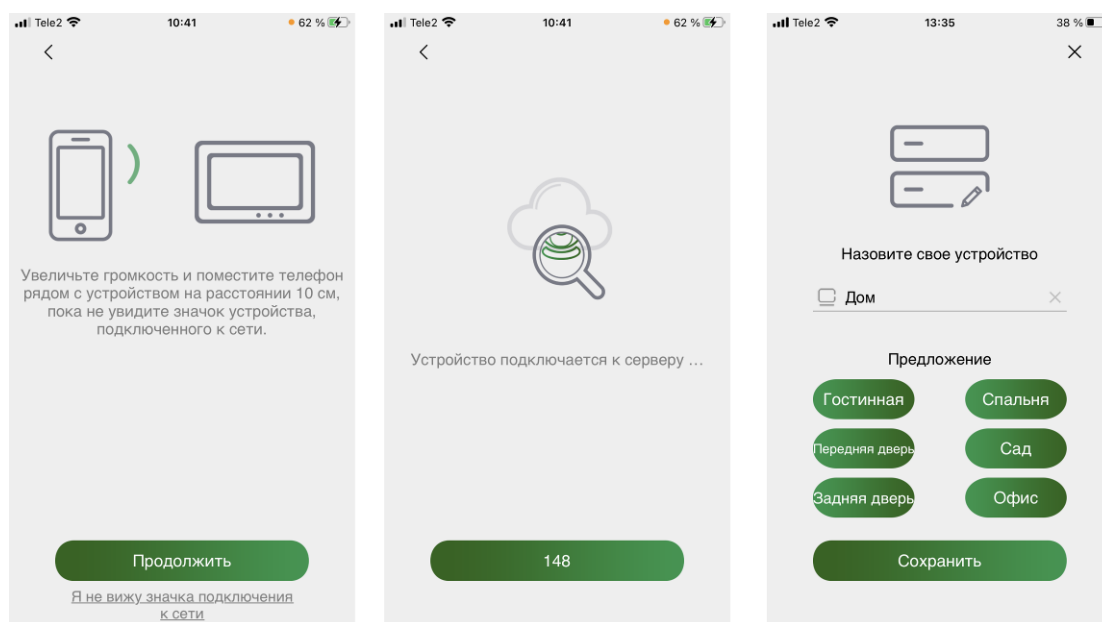 Tele2 10:41 62 %
Увеличьте громкость и поместите телефон
рядом с устройством на расстоянии 10 см,
пока не увидите значок устройства,
подключенного к сети.
Продолжить
Я не вижу значка подключения
к сети
Tele2 10:41 62 %
Устройство подключается к серверу ...
148
Tele2 13:35 38 %
Назовите свое устройство
Дом
Предложение
Гостинная Спальня
Передняя дверь Сад
Задняя дверь Офис
Сохранить